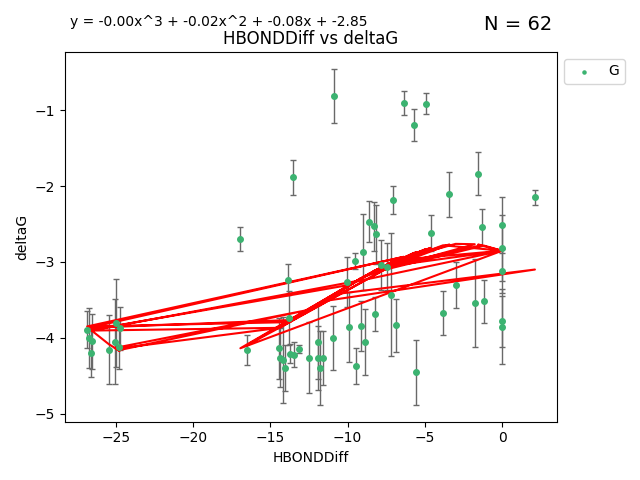 y = -0.00x^3 + -0.02x^2 + -0.08x + -2.85
N = 62
HBONDDiff vs deltaG
G
deltaG
−1
−2
−3
−4
−5
−25
−20
−15
−10
−5
0
HBONDDiff